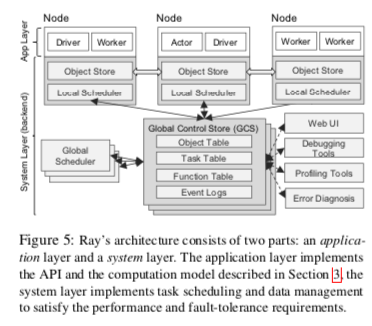 Node Node Node
App Layer
Driver Worker Actor Driver Worker Worker
System Layer (backend)
Object Store Object Store Object Store
Local Scheduler Local Scheduler Local Scheduler
Global Control Store (GCS)
Object Table
Task Table
Function Table
Event Logs
Global
Scheduler
Web UI
Debugging
Tools
Profiling Tools
Error Diagnosis
Figure 5: Ray's architecture consists of two parts: an applica-
tion layer and a system layer. The application layer implements
the API and the computation model described in Section 3, the
system layer implements task scheduling and data management
to satisfy the performance and fault-tolerance requirements.